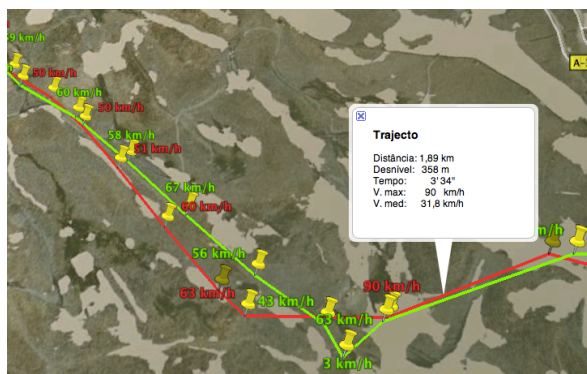 59 km/h
50 km/h
60 km/h
50 km/h
58 km/h
51 km/h
67 km/h
60 km/h
56 km/h
63 km/h
43 km/h
63 km/h
90 km/h
3 km/h
m/h
A-
Trajecto
Distância: 1,89 km
Desnível: 358 m
Tempo: 3' 34"
V. max: 90 km/h
V. med: 31,8 km/h